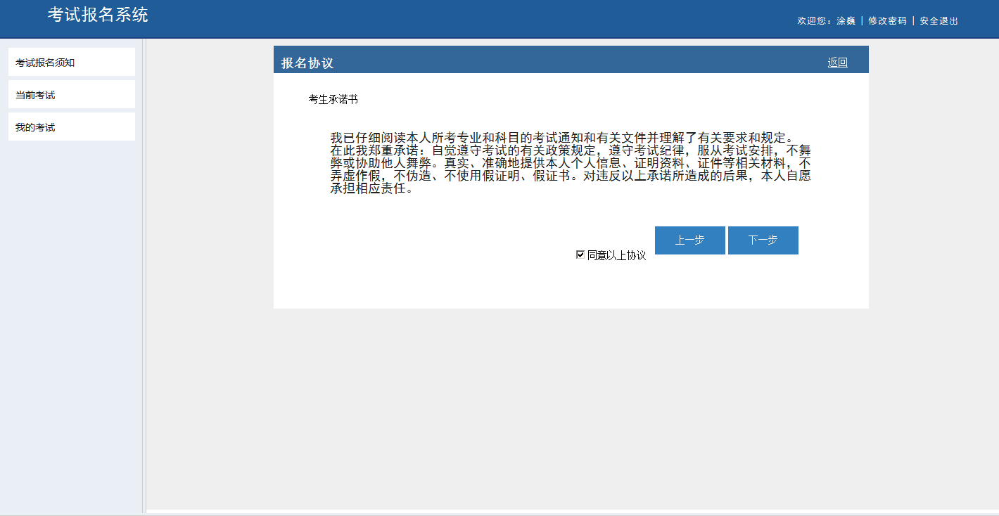 考试报名系统
欢迎您：涂巍 | 修改密码 | 安全退出
考试报名须知
当前考试
我的考试
报名协议
返回
考生承诺书
我已仔细阅读本人所考专业和科目的考试通知和有关文件并理解了有关要求和规定。
在此我郑重承诺：自觉遵守考试的有关政策规定，遵守考试纪律，服从考试安排，不舞
弊或协助他人舞弊。真实、准确地提供本人个人信息、证明资料、证件等相关材料，不
弄虚作假，不伪造、不使用假证明、假证书。对违反以上承诺所造成的后果，本人自愿
承担相应责任。
上一步
下一步
同意以上协议